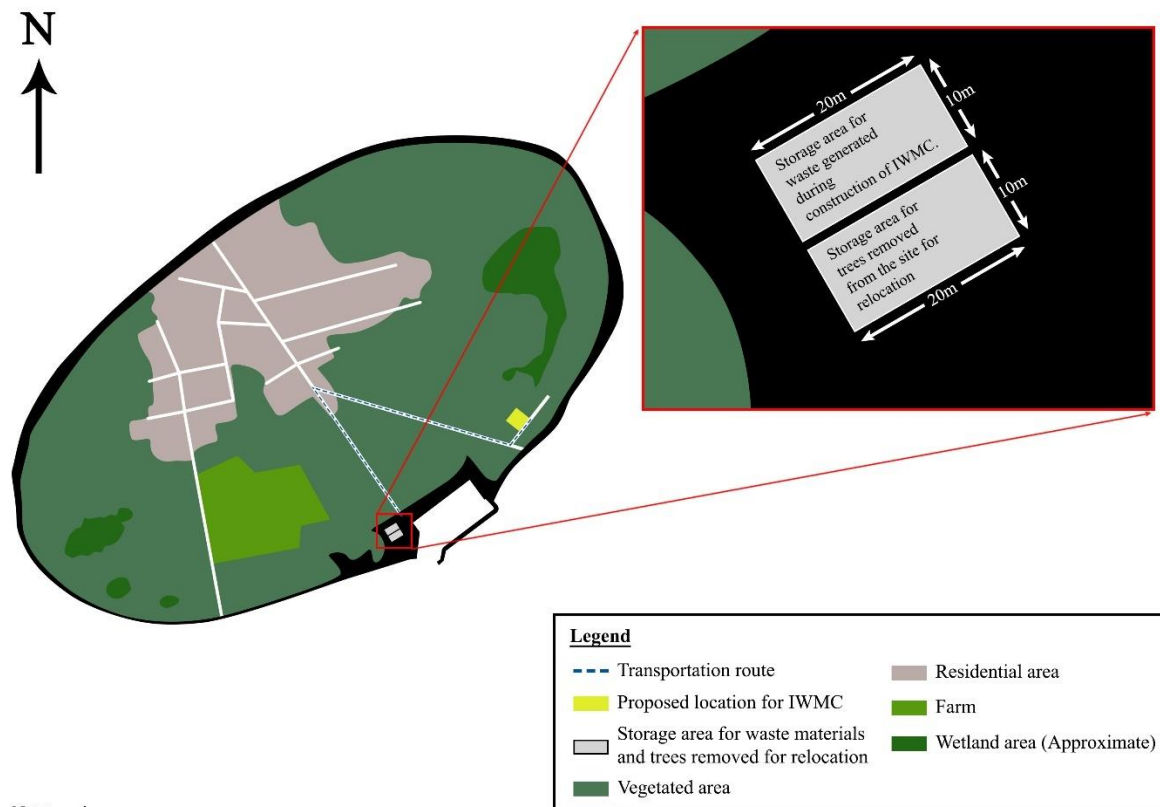 N
20m
10m
Storage area for
waste generated
during
construction of IWMC.
10m
Storage area for
trees removed
from the site for
relocation
20m
Legend
Transportation route
Proposed location for IWMC
Storage area for waste materials
and trees removed for relocation
Vegetated area
Residential area
Farm
Wetland area (Approximate)